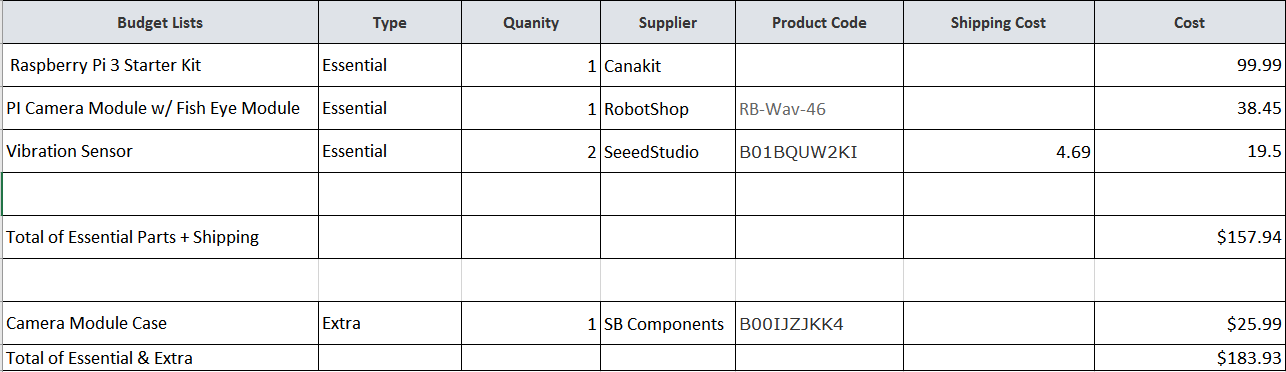 Budget Lists Type Quanity Supplier Product Code Shipping Cost Cost
Raspberry Pi 3 Starter Kit Essential 1 Canakit 99.99
PI Camera Module w/ Fish Eye Module Essential 1 RobotShop RB-Wav-46 38.45
Vibration Sensor Essential 2 SeeedStudio B01BQUW2KI 4.69 19.5
Total of Essential Parts + Shipping $157.94
Camera Module Case Extra 1 SB Components B00IJZJKK4 $25.99
Total of Essential & Extra $183.93